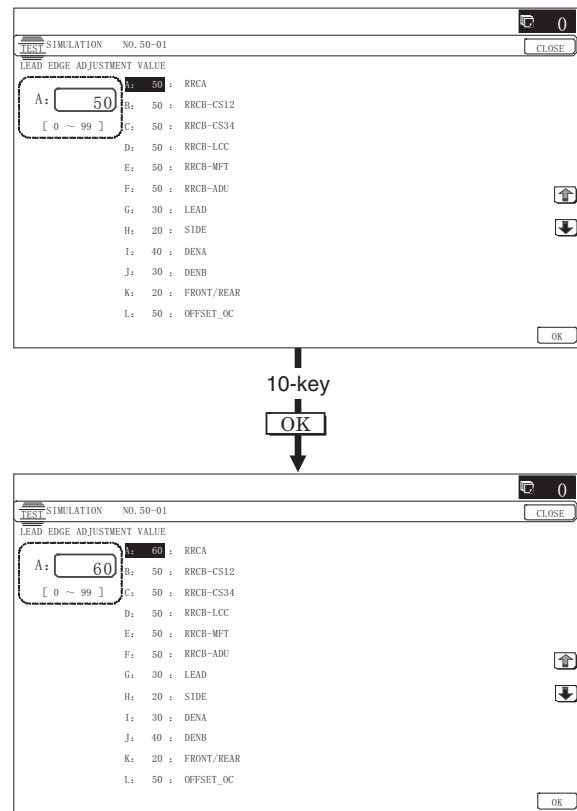 0
TEST SIMULATION NO.50-01 CLOSE
LEAD EDGE ADJUSTMENT VALUE
A: 50
[ 0 ~ 99 ]
A: 50 : RRCA
B: 50 : RRCB-CS12
C: 50 : RRCB-CS34
D: 50 : RRCB-LCC
E: 50 : RRCB-MFT
F: 50 : RRCB-ADU
G: 30 : LEAD
H: 20 : SIDE
I: 40 : DENA
J: 30 : DENB
K: 20 : FRONT/REAR
L: 50 : OFFSET_OC
OK
10-key
OK
0
TEST SIMULATION NO.50-01 CLOSE
LEAD EDGE ADJUSTMENT VALUE
A: 60
[ 0 ~ 99 ]
A: 60 : RRCA
B: 50 : RRCB-CS12
C: 50 : RRCB-CS34
D: 50 : RRCB-LCC
E: 50 : RRCB-MFT
F: 50 : RRCB-ADU
G: 30 : LEAD
H: 20 : SIDE
I: 30 : DENA
J: 40 : DENB
K: 20 : FRONT/REAR
L: 50 : OFFSET_OC
OK